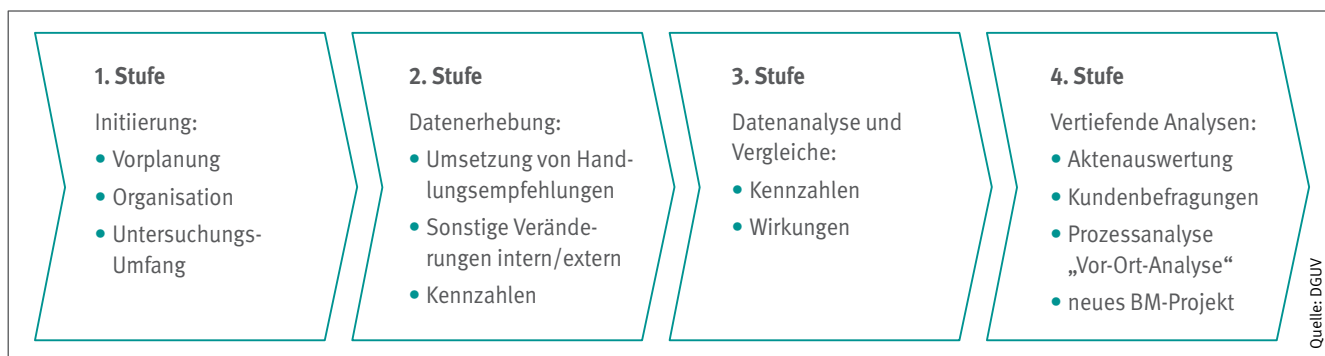 1. Stufe
Initiierung:
• Vorplanung
• Organisation
• Untersuchungs-
Umfang
2. Stufe
Datenerhebung:
• Umsetzung von Hand-
lungsempfehlungen
• Sonstige Verände-
rungen intern/extern
• Kennzahlen
3. Stufe
Datenanalyse und
Vergleiche:
• Kennzahlen
• Wirkungen
4. Stufe
Vertiefende Analysen:
• Aktenauswertung
• Kundenbefragungen
• Prozessanalyse
„Vor-Ort-Analyse“
• neues BM-Projekt
Quelle: DGUV